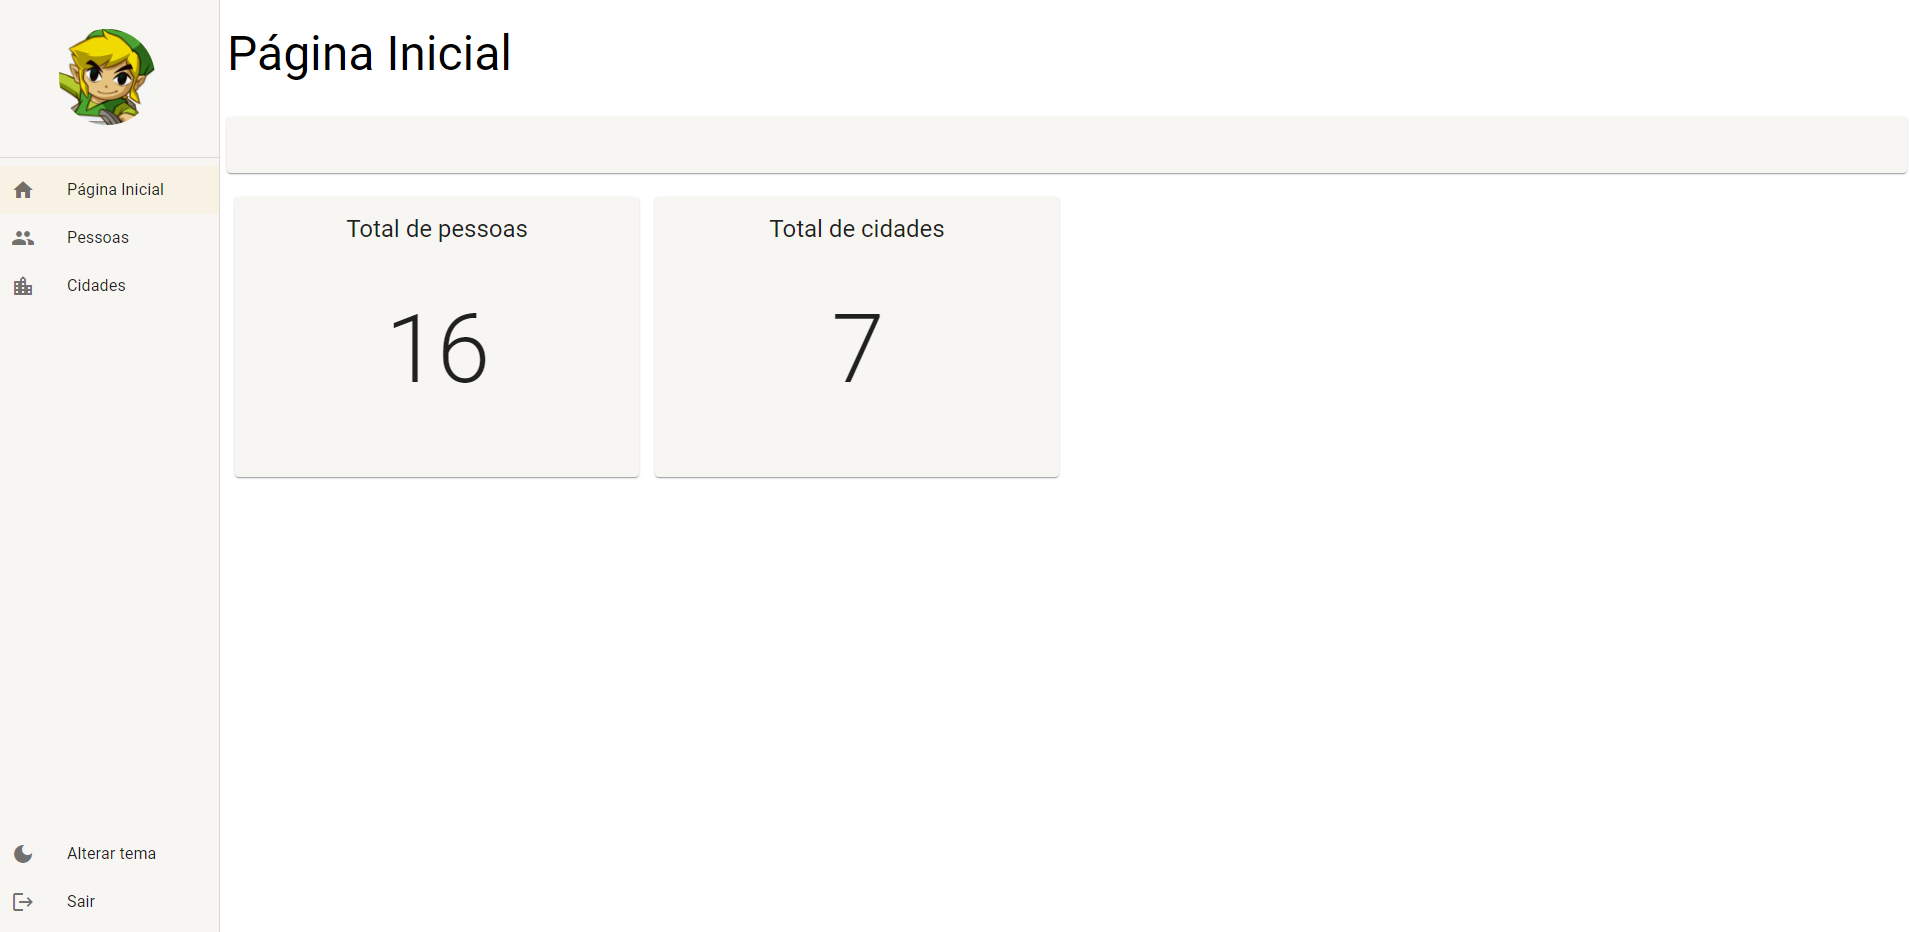 Página Inicial
Página Inicial
Pessoas
Cidades
Total de pessoas
16
Total de cidades
7
Alterar tema
Sair